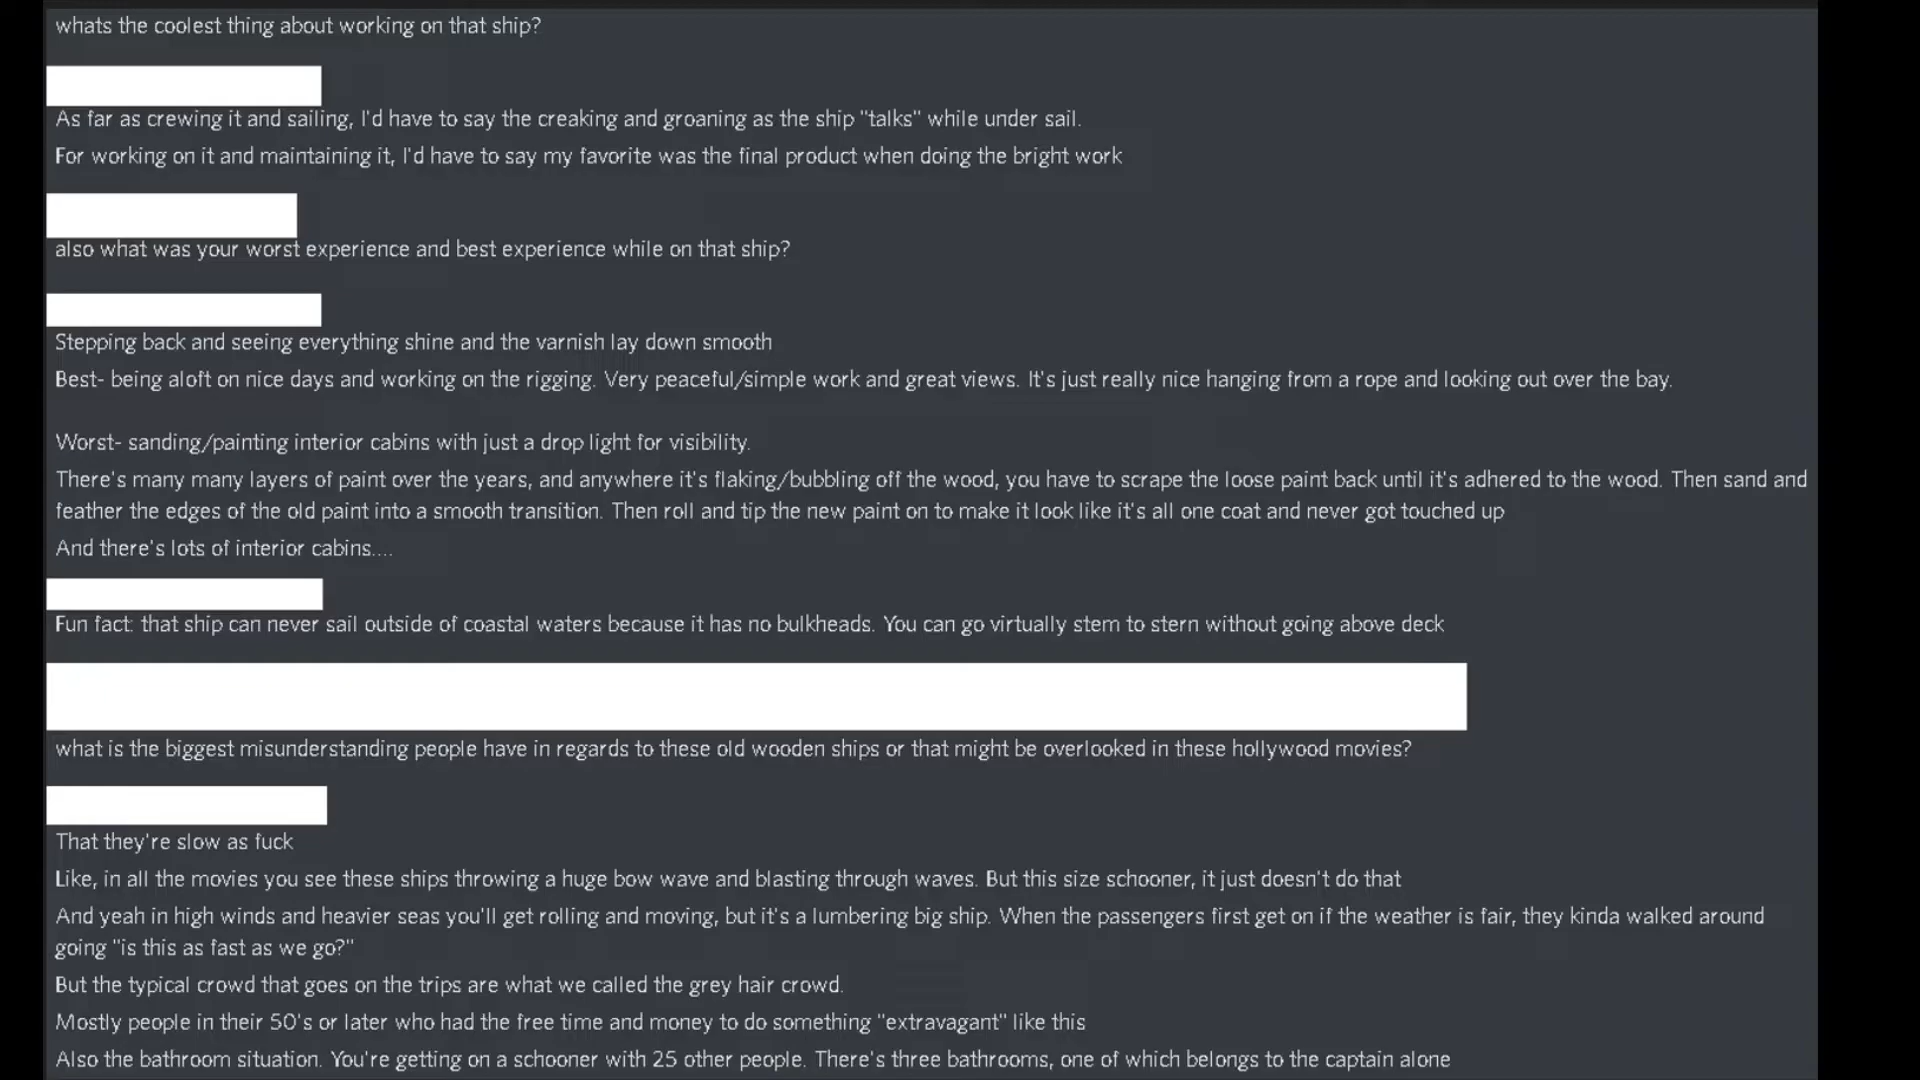 whats the coolest thing about working on that ship?
As far as crewing it and sailing, I'd have to say the creaking and groaning as the ship "talks" while under sail.
For working on it and maintaining it, I'd have to say my favorite was the final product when doing the bright work
also what was your worst experience and best experience while on that ship?
Stepping back and seeing everything shine and the varnish lay down smooth
Best- being aloft on nice days and working on the rigging. Very peaceful/simple work and great views. It's just really nice hanging from a rope and looking out over the bay.
Worst- sanding/painting interior cabins with just a drop light for visibility.
There's many many layers of paint over the years, and anywhere it's flaking/bubbling off the wood, you have to scrape the loose paint back until it's adhered to the wood. Then sand and
feather the edges of the old paint into a smooth transition. Then roll and tip the new paint on to make it look like it's all one coat and never got touched up
And there's lots of interior cabins....
Fun fact: that ship can never sail outside of coastal waters because it has no bulkheads. You can go virtually stem to stern without going above deck
what is the biggest misunderstanding people have in regards to these old wooden ships or that might be overlooked in these hollywood movies?
That they're slow as fuck
Like, in all the movies you see these ships throwing a huge bow wave and blasting through waves. But this size schooner, it just doesn't do that
And yeah in high winds and heavier seas you'll get rolling and moving, but it's a lumbering big ship. When the passengers first get on if the weather is fair, they kinda walked around
going "is this as fast as we go?"
But the typical crowd that goes on the trips are what we called the grey hair crowd.
Mostly people in their 50's or later who had the free time and money to do something "extravagant" like this
Also the bathroom situation. You're getting on a schooner with 25 other people. There's three bathrooms, one of which belongs to the captain alone